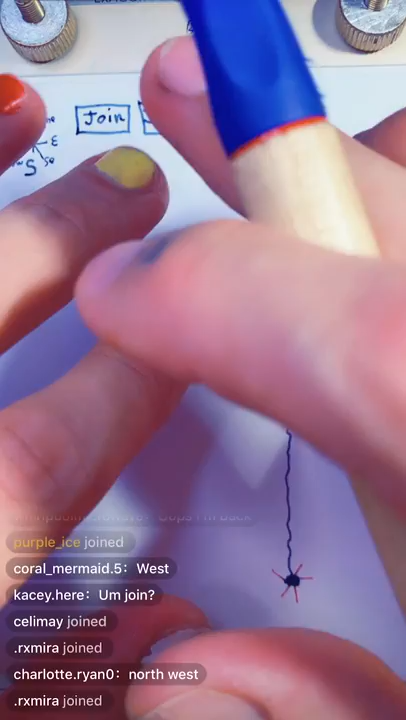 Join
E
S
purple_ice joined
coral_mermaid.5: West
kacey.here: Um join?
celimay joined
.rxmira joined
charlotte.ryan0: north west
.rxmira joined